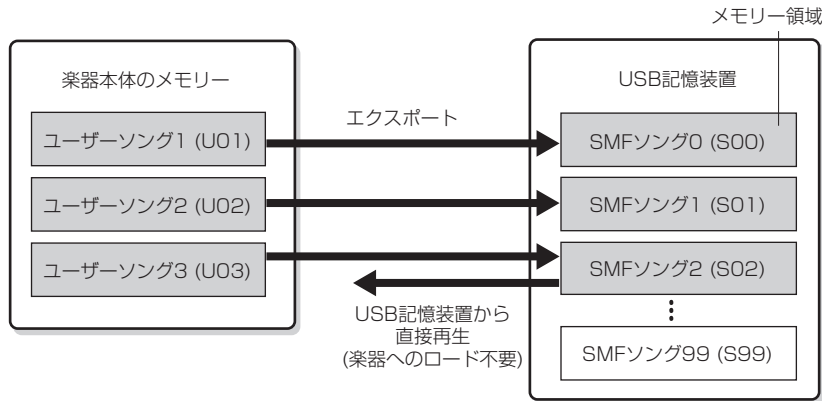 メモリー領域
楽器本体のメモリー
USB記憶装置
エクスポート
ユーザーソング1 (U01)
SMFソング0 (S00)
ユーザーソング2 (U02)
SMFソング1 (S01)
ユーザーソング3 (U03)
SMFソング2 (S02)
USB記憶装置から
直接再生
(楽器へのロード不要)
SMFソング99 (S99)